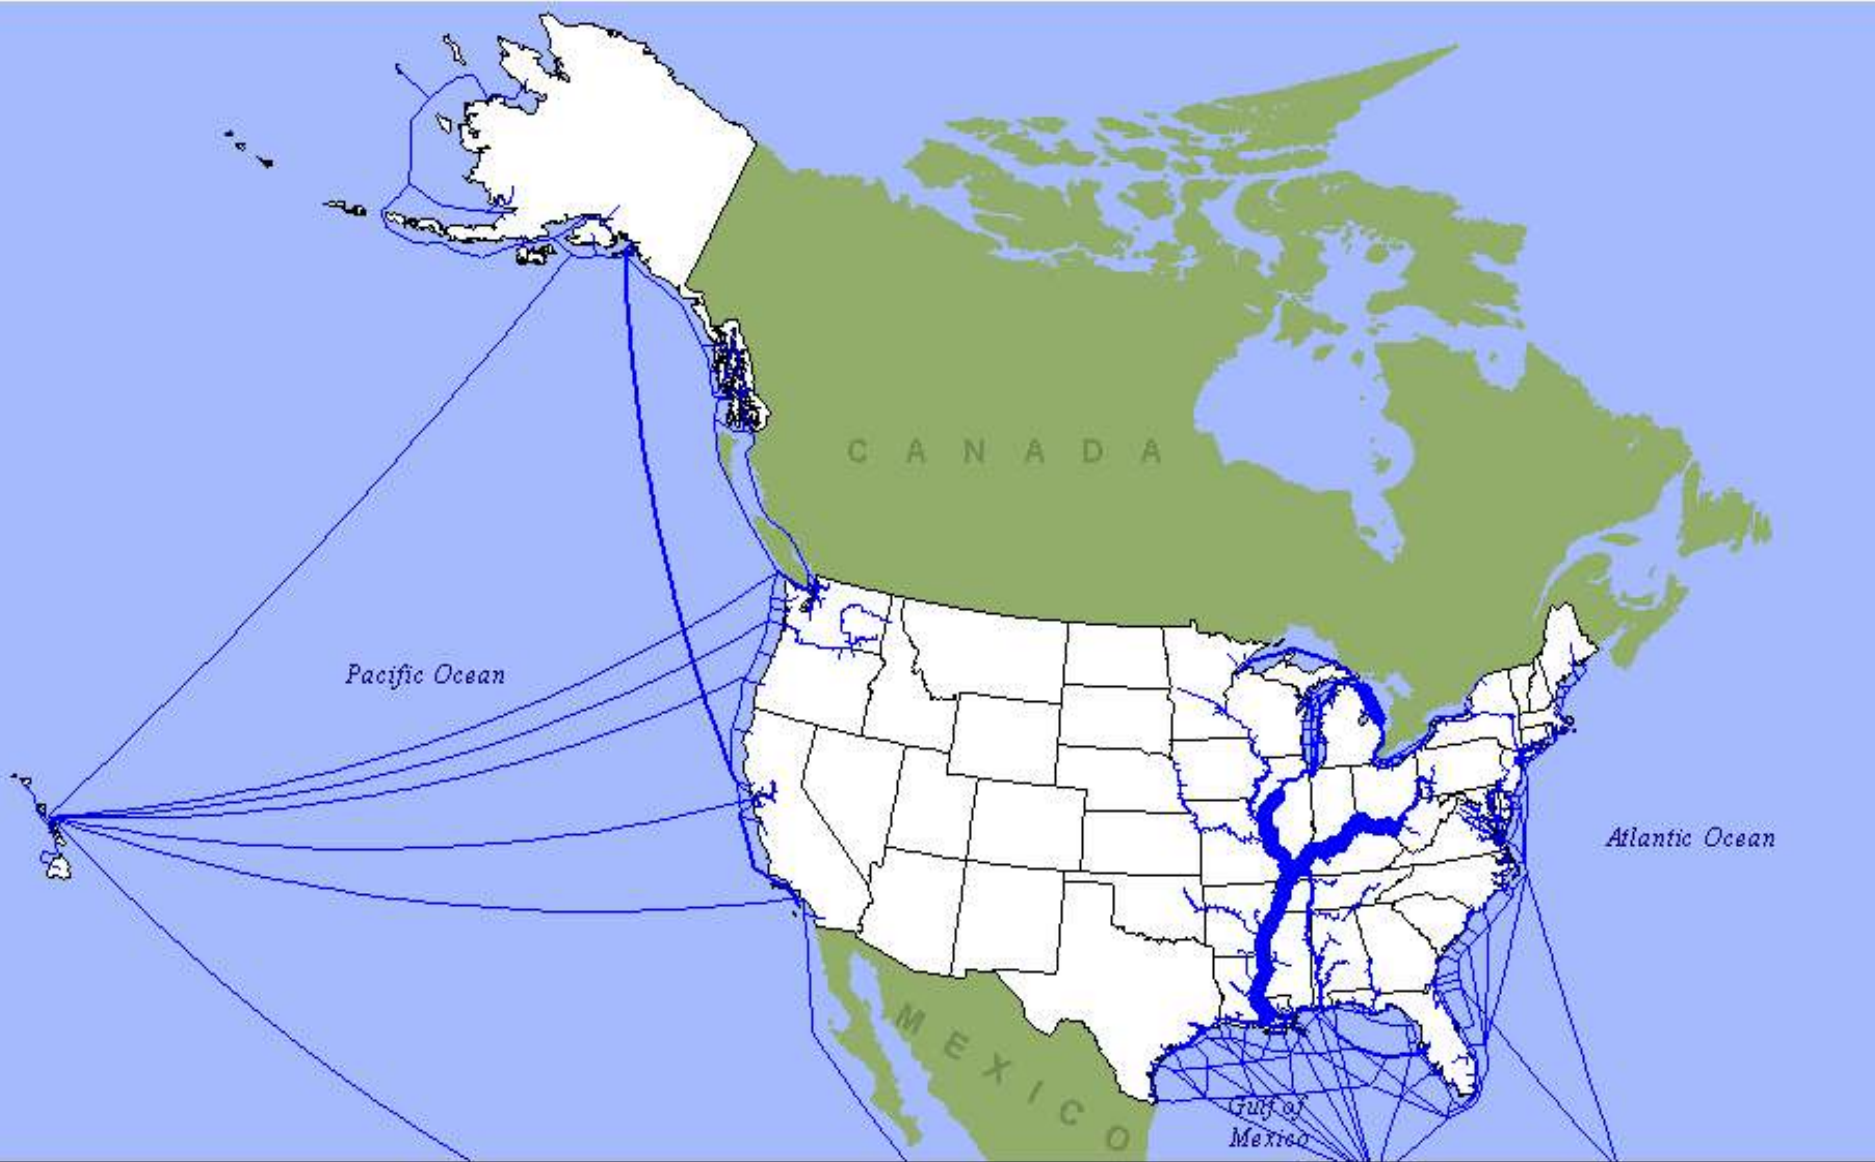 C A N A D A
Pacific Ocean
Atlantic Ocean
M E X I C O
Gulf of
Mexico